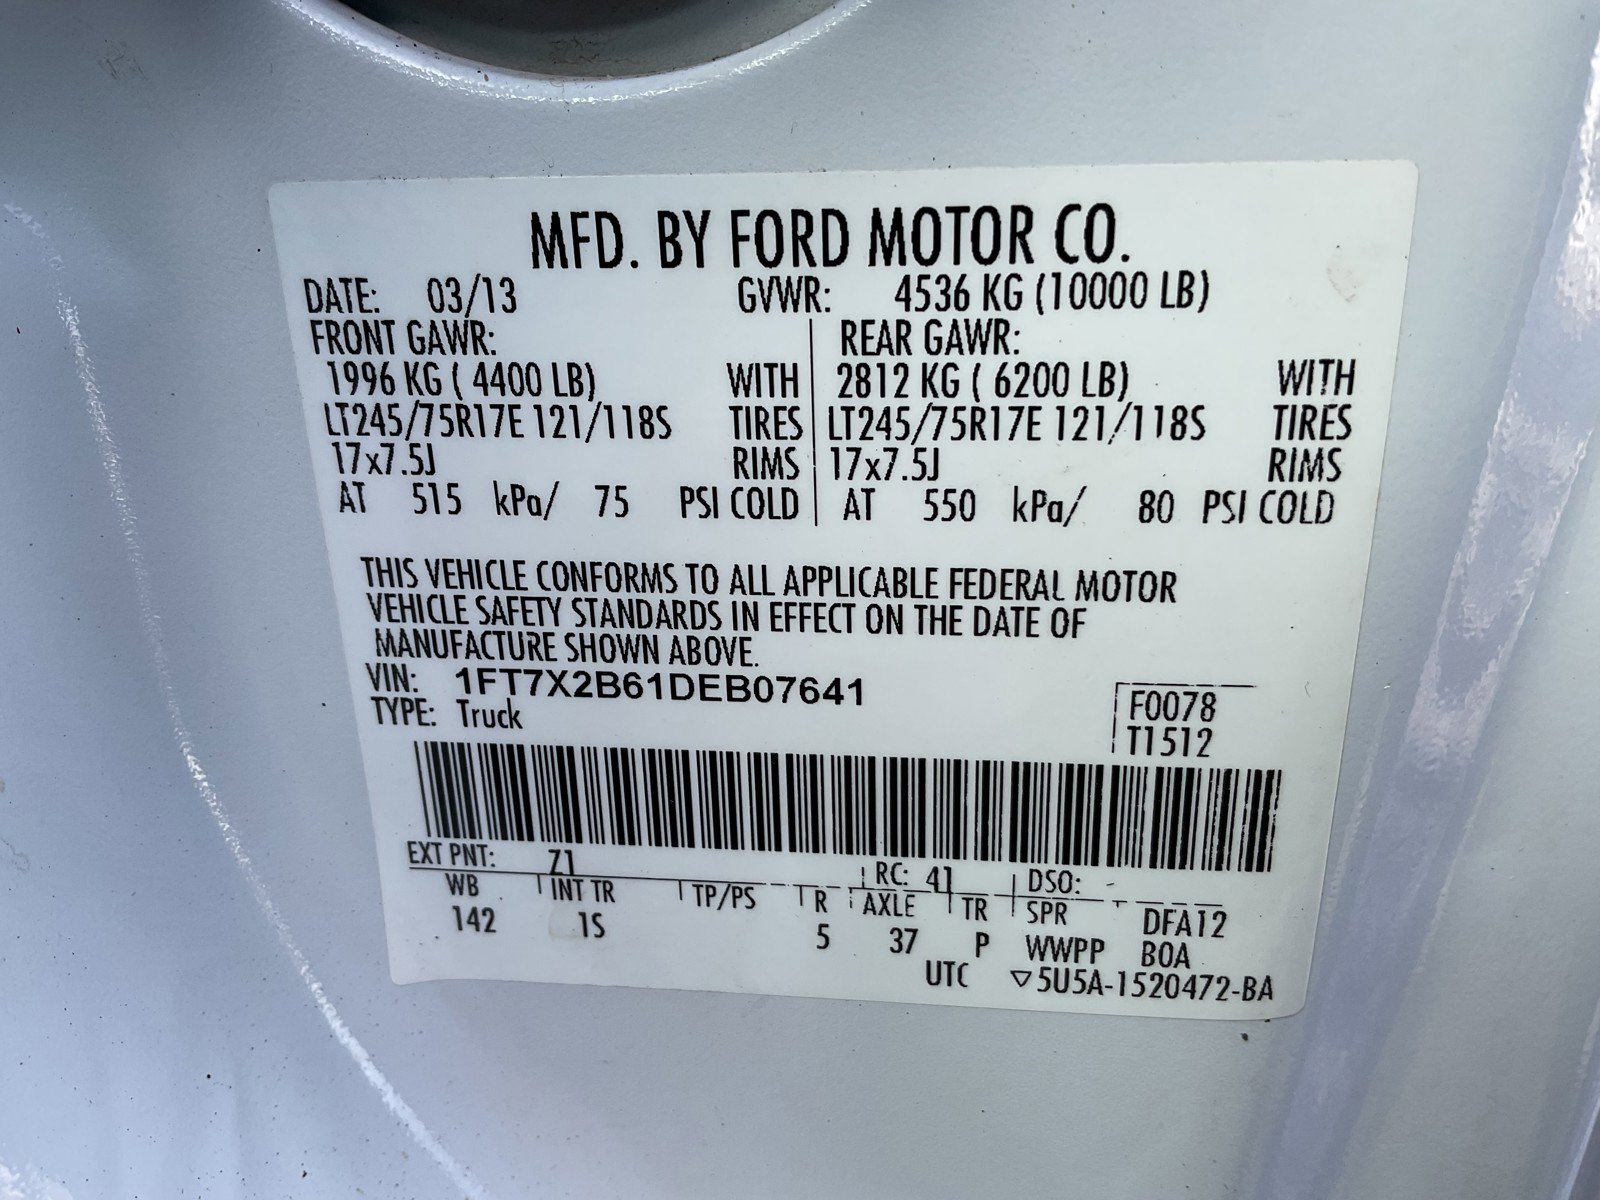 MFD. BY FORD MOTOR CO.
DATE: 03/13 GVWR: 4536 KG (10000 LB)
FRONT GAWR: REAR GAWR:
1996 KG ( 4400 LB) WITH 2812 KG ( 6200 LB) WITH
LT245/75R17E 121/118S TIRES LT245/75R17E 121/118S TIRES
17x7.5J RIMS 17x7.5J RIMS
AT 515 kPa/ 75 PSI COLD AT 550 kPa/ 80 PSI COLD
THIS VEHICLE CONFORMS TO ALL APPLICABLE FEDERAL MOTOR
VEHICLE SAFETY STANDARDS IN EFFECT ON THE DATE OF
MANUFACTURE SHOWN ABOVE.
VIN: 1FT7X2B61DEB07641
TYPE: Truck
F0078
T1512
EXT PNT: Z1 RC: 41 DSO: -
WB INT TR TP/PS R AXLE TR SPR DFA12
142 1S 5 37 P WWPP BOA
UTC ▽5U5A-1520472-BA